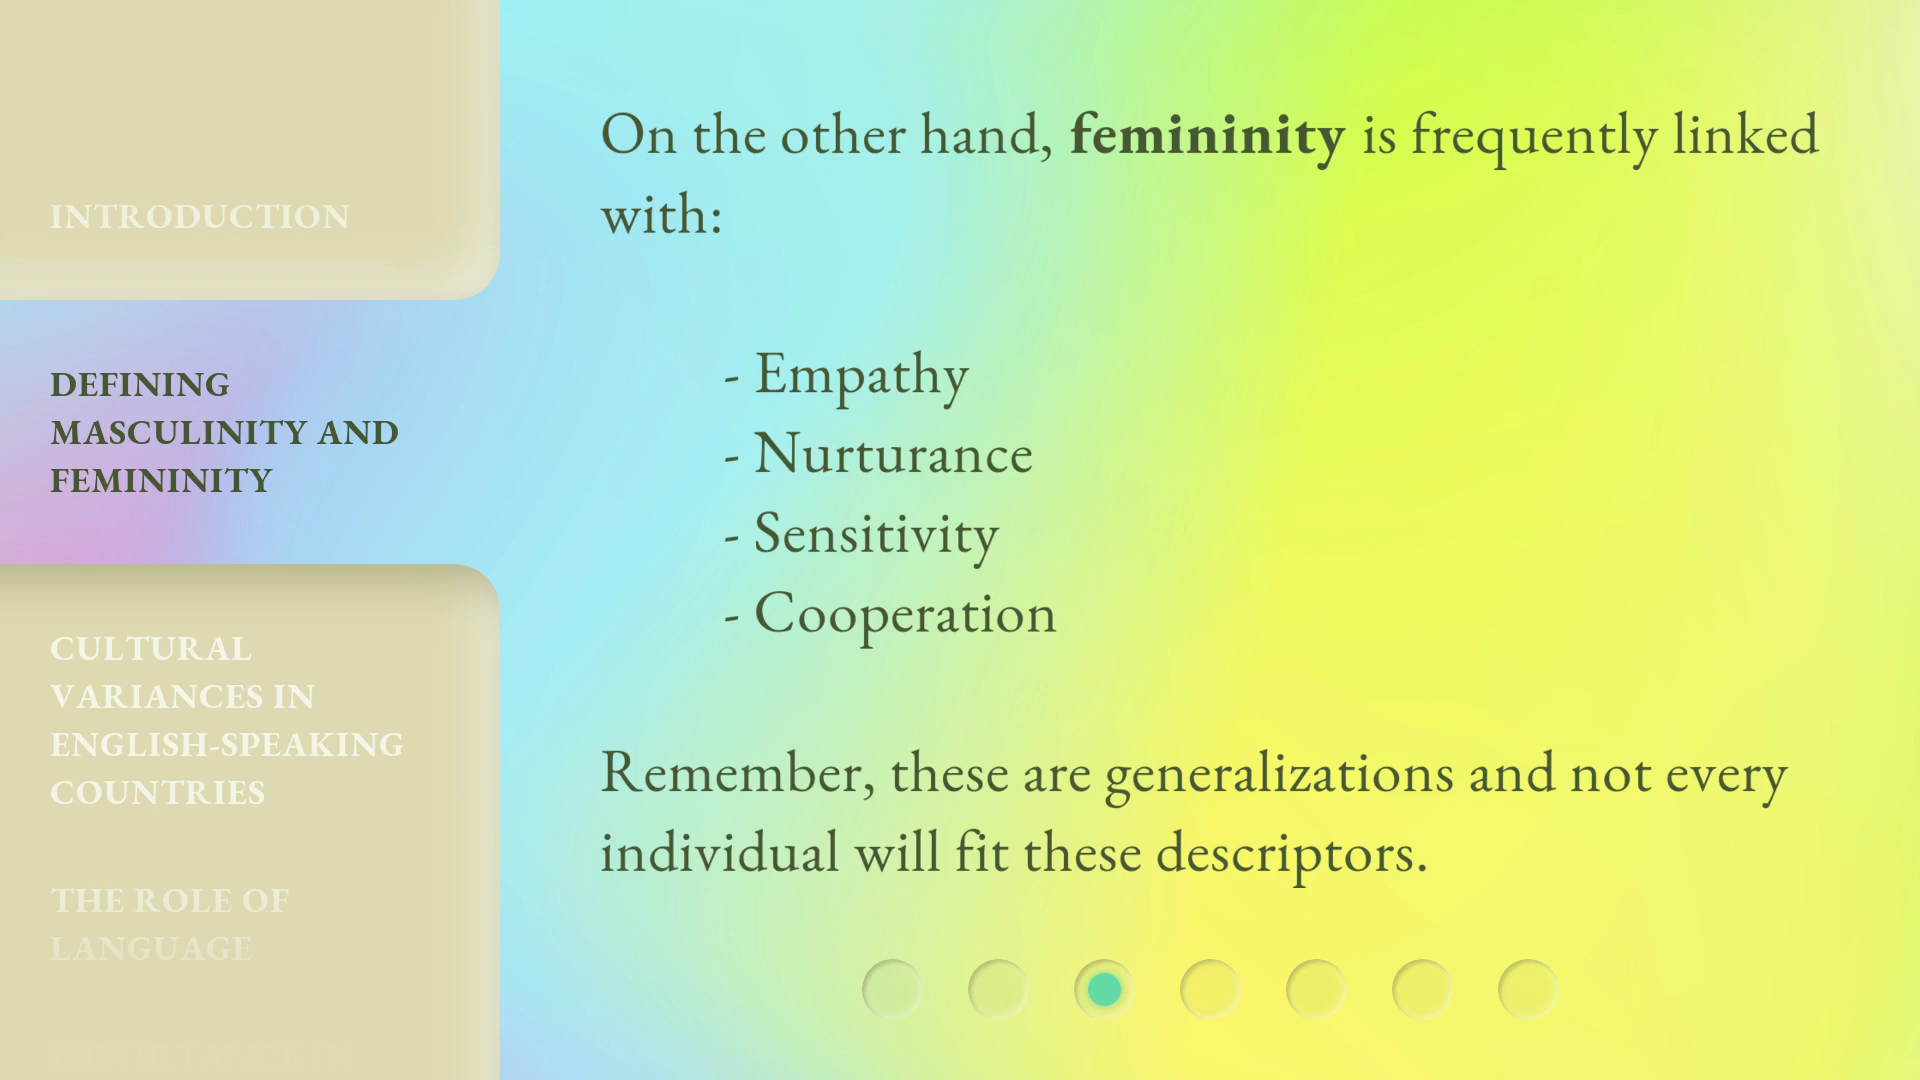 INTRODUCTION
DEFINING
MASCULINITY AND
FEMININITY
CULTURAL
VARIANCES IN
ENGLISH-SPEAKING
COUNTRIES
THE ROLE OF
LANGUAGE
IMPORTANCE IN
On the other hand, femininity is frequently linked
with:
- Empathy
- Nurturance
- Sensitivity
- Cooperation
Remember, these are generalizations and not every
individual will fit these descriptors.